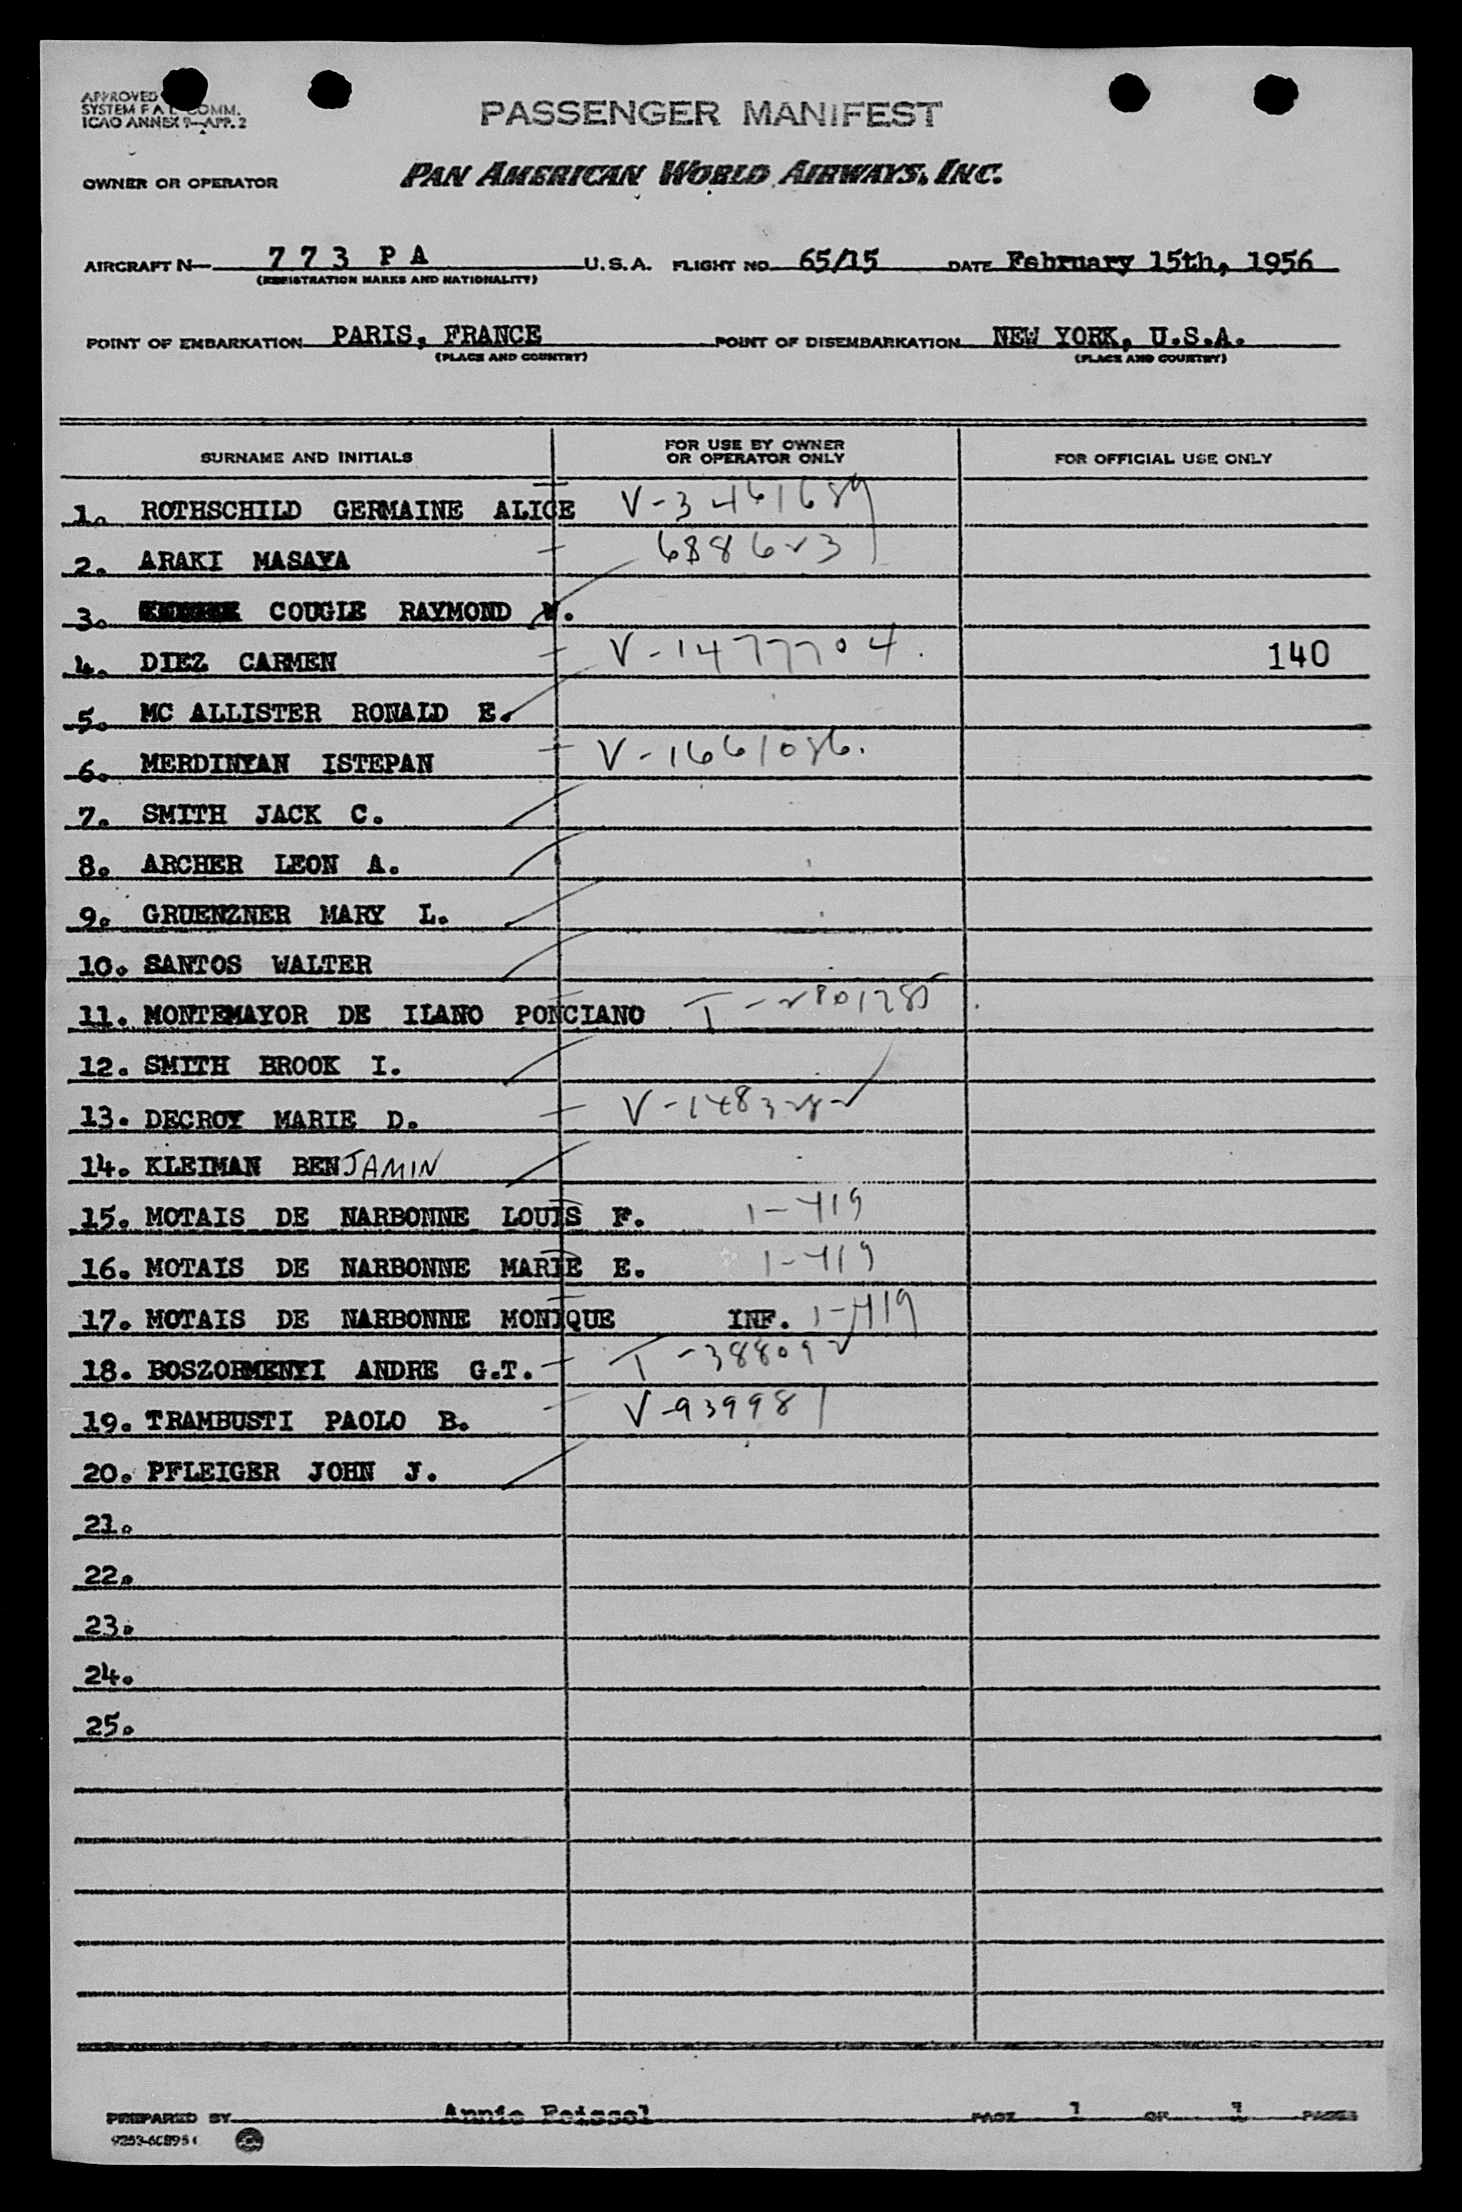 APPROVED
SYSTEM F A L COMM.
ICAO ANNEX 9—APP. 2
PASSENGER MANIFEST
OWNER OR OPERATOR PAN AMERICAN WORLD AIRWAYS, INC.
AIRCRAFT N— 773 PA U.S.A. FLIGHT NO. 65/15 DATE February 15th, 1956
(REGISTRATION MARKS AND NATIONALITY)
POINT OF EMBARKATION PARIS, FRANCE POINT OF DISEMBARKATION NEW YORK, U.S.A.
(PLACE AND COUNTRY) (PLACE AND COUNTRY)
SURNAME AND INITIALS FOR USE BY OWNER OR OPERATOR ONLY FOR OFFICIAL USE ONLY
1. ROTHSCHILD GERMAINE ALICE V-3461689
2. ARAKI MASAYA 688623
3. COUGLE RAYMOND W.
4. DIEZ CARMEN V-1477704. 140
5. MC ALLISTER RONALD E.
6. MERDINYAN ISTEPAN V-1661086.
7. SMITH JACK C.
8. ARCHER LEON A.
9. GRUENZNER MARY L.
10. SANTOS WALTER
11. MONTEMAYOR DE ILANO PONCIANO T-2801285
12. SMITH BROOK I.
13. DECROY MARIE D. V-1483282
14. KLEIMAN BENJAMIN
15. MOTAIS DE NARBONNE LOUIS F. 1-419
16. MOTAIS DE NARBONNE MARIE E. 1-419
17. MOTAIS DE NARBONNE MONIQUE INF. 1-419
18. BOSZORMENYI ANDRE G.T. T-388092
19. TRAMBUSTI PAOLO B. V-939981
20. PFLEIGER JOHN J.
21.
22.
23.
24.
25.
PREPARED BY Annie Poissel PAGE 1 OF 1 PAGES